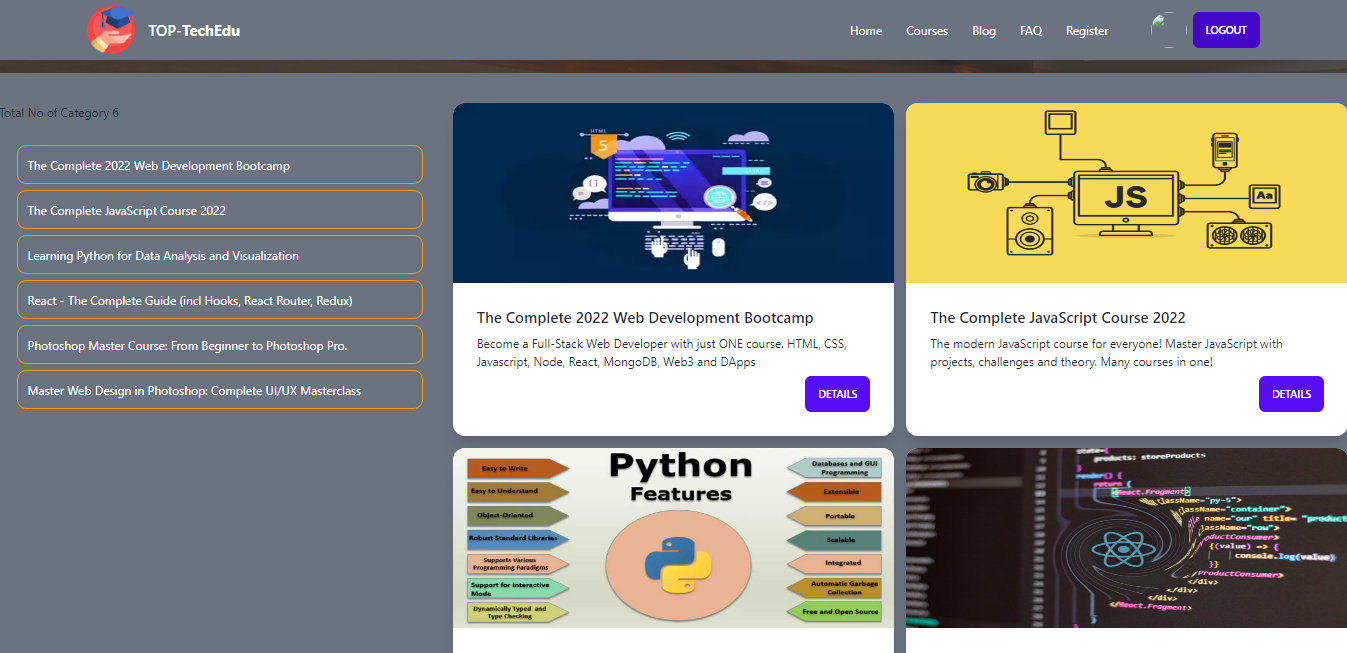 TOP-TechEdu
Home
Courses
Blog
FAQ
Register
LOGOUT
Total No of Category 6
The Complete 2022 Web Development Bootcamp
The Complete JavaScript Course 2022
Learning Python for Data Analysis and Visualization
React - The Complete Guide (incl Hooks, React Router, Redux)
Photoshop Master Course: From Beginner to Photoshop Pro.
Master Web Design in Photoshop: Complete UI/UX Masterclass
HTML
5
The Complete 2022 Web Development Bootcamp
Become a Full-Stack Web Developer with just ONE course. HTML, CSS,
Javascript, Node, React, MongoDB, Web3 and DApps
DETAILS
JS
Aa
The Complete JavaScript Course 2022
The modern JavaScript course for everyone! Master JavaScript with
projects, challenges and theory. Many courses in one!
DETAILS
Python
Features
Easy to Write
Easy to Understand
Object-Oriented
Robust Standard Libraries
Supports Various
Programming Paradigms
Support for Interactive
Mode
Dynamically Typed and
Type Checking
Databases and GUI
Programming
Extensible
Portable
Scalable
Integrated
Automatic Garbage
Collection
Free and Open Source
products: storeProducts
render() {
return (
<React.Fragment>
className="py-5">
className="container">
name="our" title= "product
className="row">
ProductConsumer>
{(value) => {
console.log(value)
}}
ProductConsumer>
</div>
</div>
</div>
</React.Fragment>